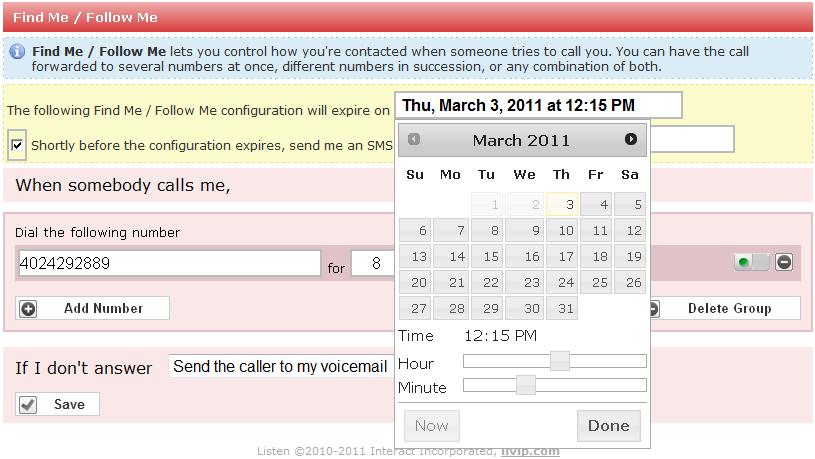 Find Me / Follow Me
Find Me / Follow Me lets you control how you're contacted when someone tries to call you. You can have the call
forwarded to several numbers at once, different numbers in succession, or any combination of both.
The following Find Me / Follow Me configuration will expire on Thu, March 3, 2011 at 12:15 PM
Shortly before the configuration expires, send me an SMS
March 2011
Su Mo Tu We Th Fr Sa
1 2 3 4 5
6 7 8 9 10 11 12
13 14 15 16 17 18 19
20 21 22 23 24 25 26
27 28 29 30 31
Time 12:15 PM
Hour
Minute
Now Done
When somebody calls me,
Dial the following number
4024292889 for 8
Add Number Delete Group
If I don't answer Send the caller to my voicemail
Save
Listen ©2010-2011 Interact Incorporated, iivip.com